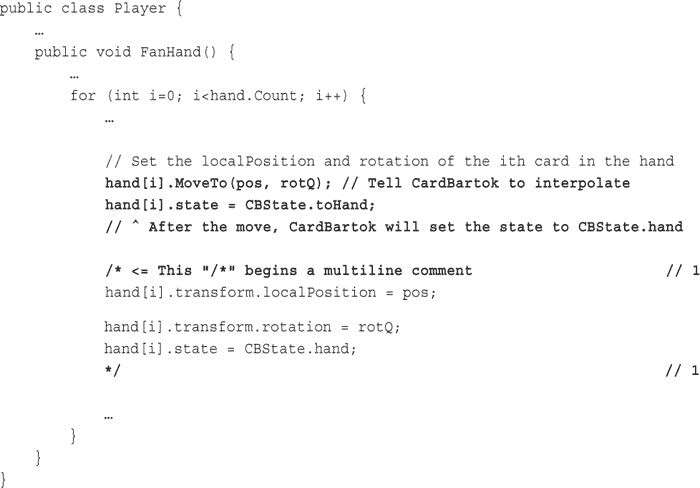 public class Player {
…
public void FanHand() {
…
for (int i=0; i<hand.Count; i++) {
…
// Set the localPosition and rotation of the ith card in the hand
hand[i].MoveTo(pos, rotQ); // Tell CardBartok to interpolate
hand[i].state = CBState.toHand;
// ^ After the move, CardBartok will set the state to CBState.hand
/* <= This "/*" begins a multiline comment // 1
hand[i].transform.localPosition = pos;
hand[i].transform.rotation = rotQ;
hand[i].state = CBState.hand;
*/ // 1
…
}
}
}